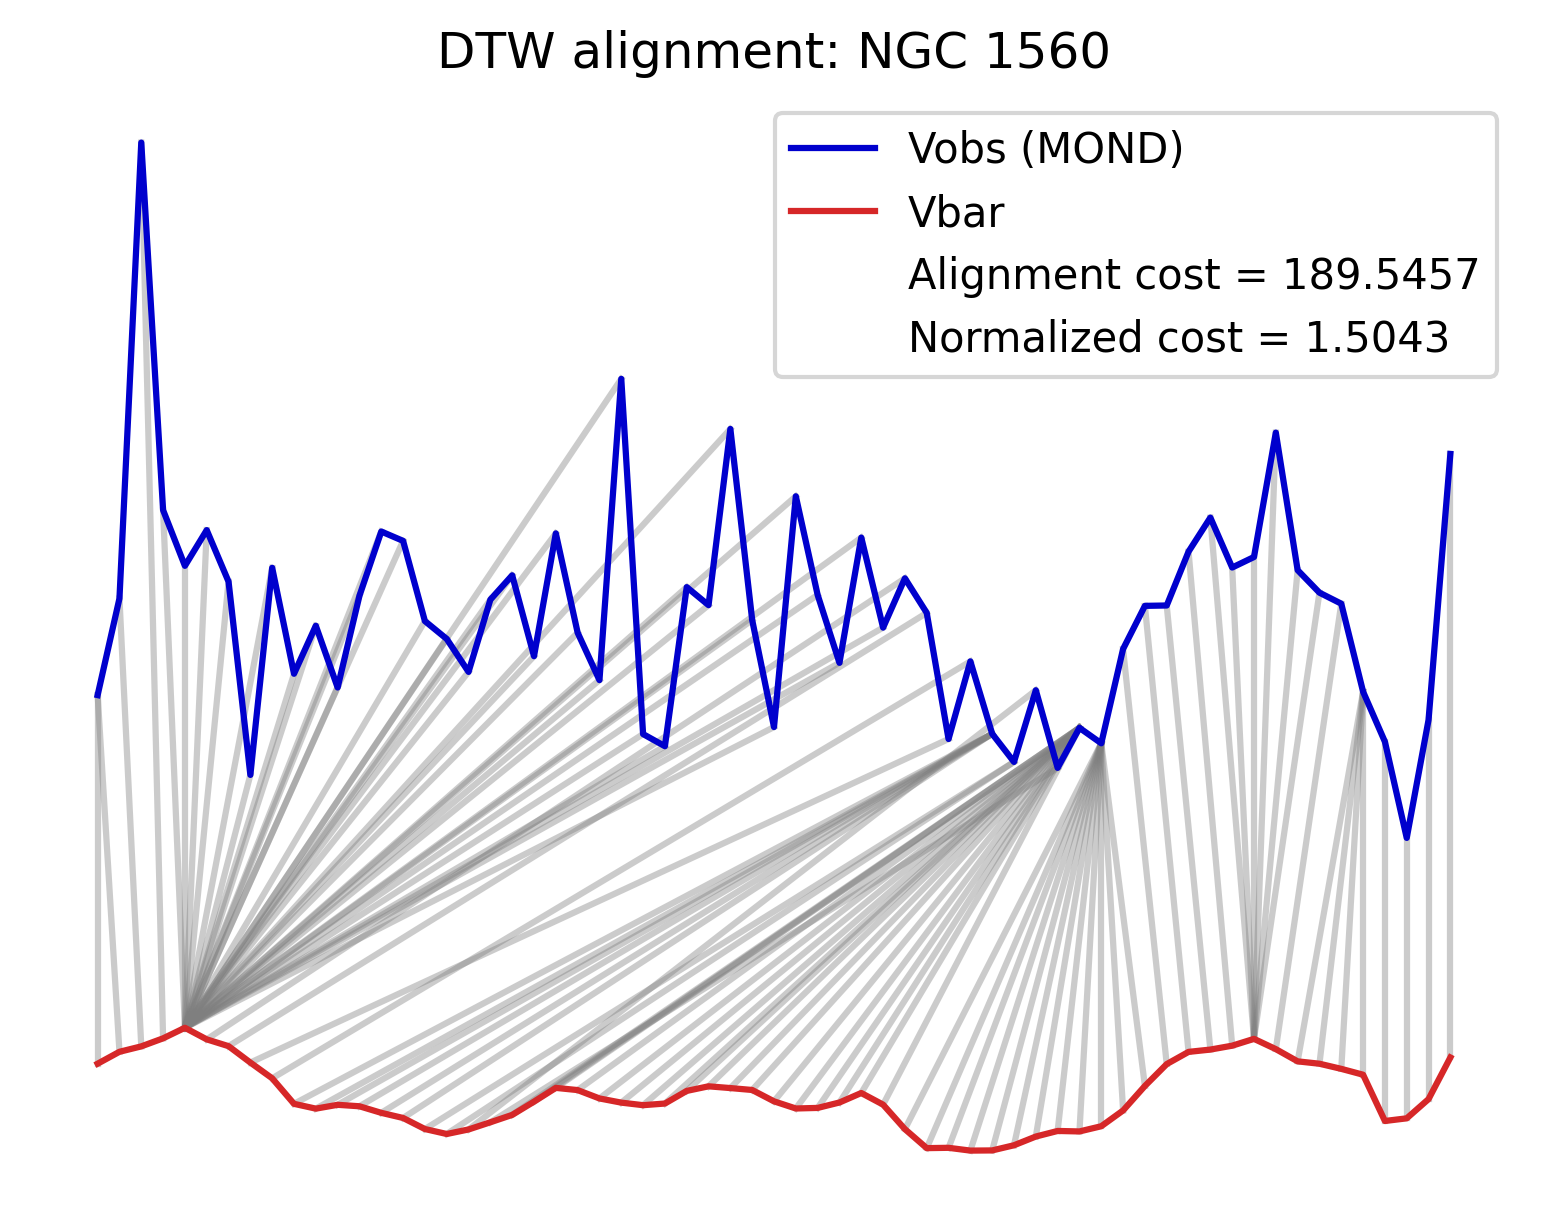 DTW alignment: NGC 1560
Vobs (MOND)
Vbar
Alignment cost = 189.5457
Normalized cost = 1.5043